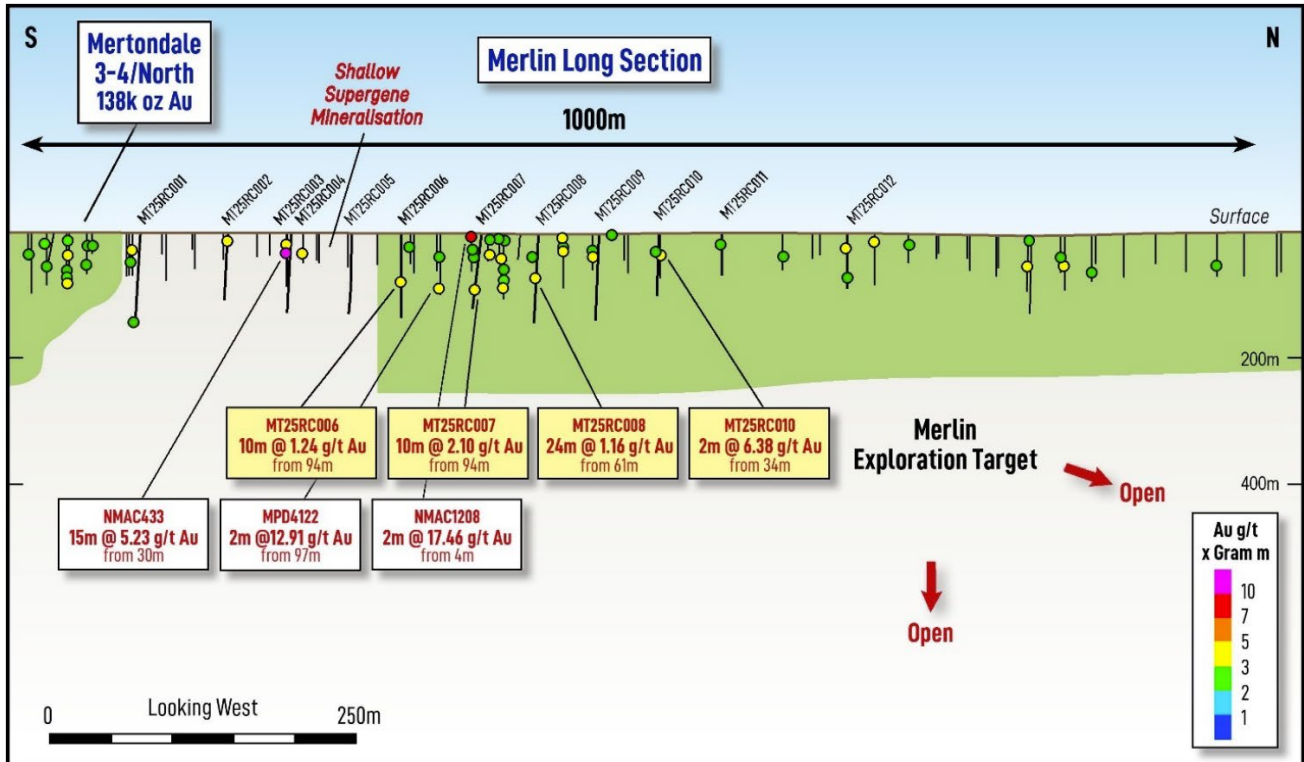 S
N
Mertondale
3-4/North
138k oz Au
Merlin Long Section
Shallow
Supergene
Mineralisation
1000m
MT25RC001
MT25RC002
MT25RC003
MT25RC004
MT25RC005
MT25RC006
MT25RC007
MT25RC008
MT25RC009
MT25RC010
MT25RC011
MT25RC012
Surface
200m
MT25RC006
10m @ 1.24 g/t Au
from 94m
MT25RC007
10m @ 2.10 g/t Au
from 94m
MT25RC008
24m @ 1.16 g/t Au
from 61m
MT25RC010
2m @ 6.38 g/t Au
from 34m
Merlin
Exploration Target
Open
400m
NMAC433
15m @ 5.23 g/t Au
from 30m
MPD4122
2m @12.91 g/t Au
from 97m
NMAC1208
2m @ 17.46 g/t Au
from 4m
Open
Au g/t
x Gram m
10
7
5
3
2
1
Looking West
0
250m